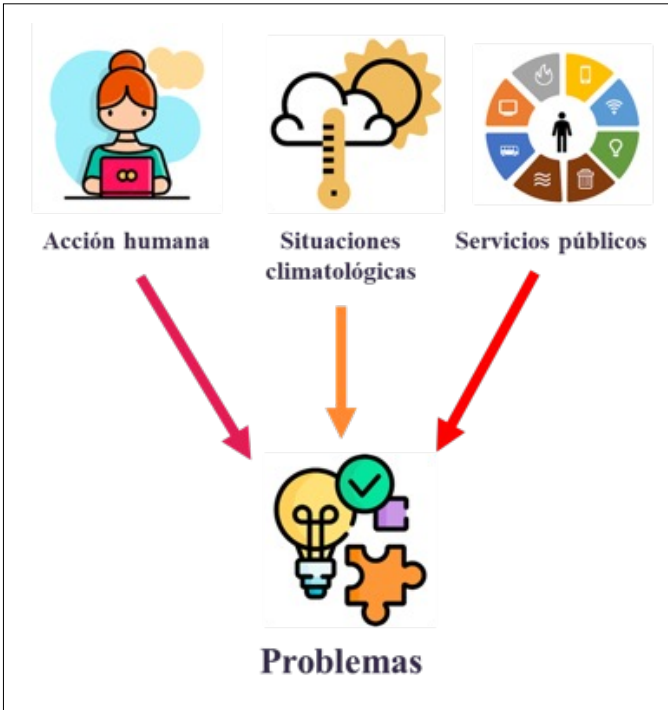 Acción humana
Situaciones
climatológicas
Servicios públicos
Problemas